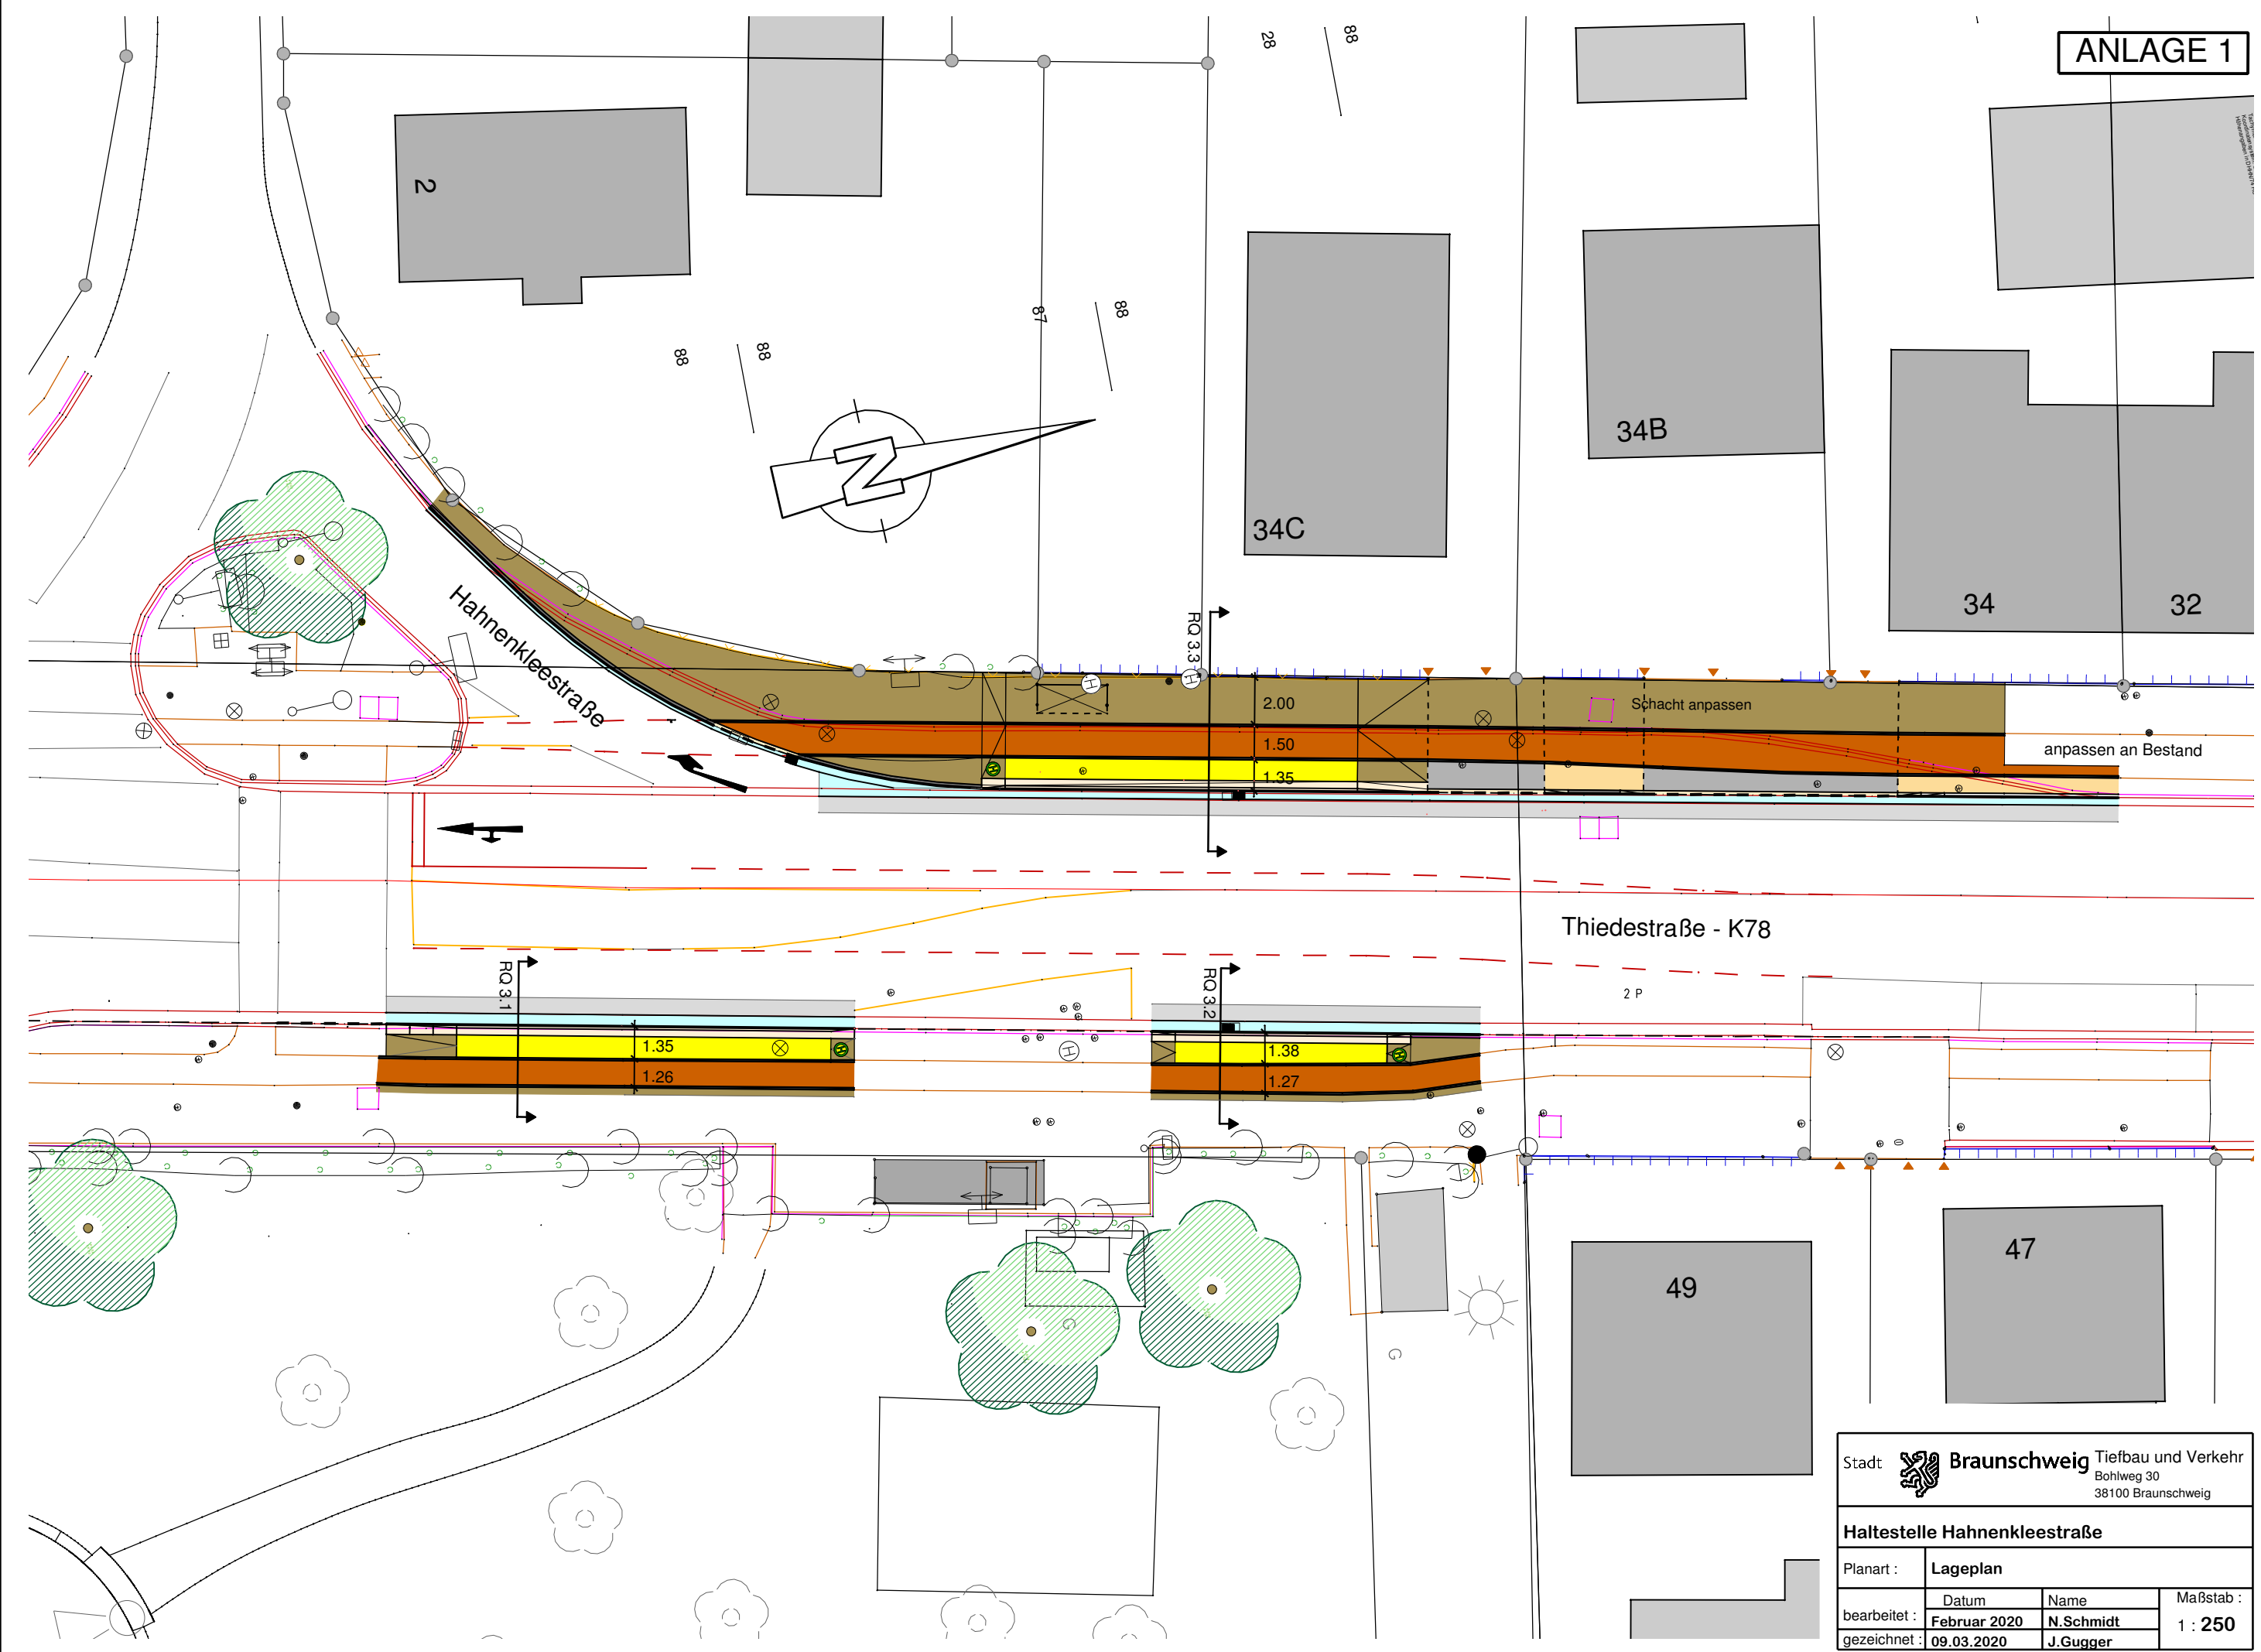 ANLAGE 1
28
88
2
87
88
88
88
34B
34C
34
32
Hahnenkleestraße
N
RQ 3.3
H
H
2.00
Schacht anpassen
1.50
anpassen an Bestand
1.35
H
Thiedestraße - K78
RQ 3.1
RQ 3.2
2 P
1.35
H
1.38
H
H
1.26
1.27
47
49
G
G
Stadt Braunschweig Tiefbau und Verkehr
Bohlweg 30
38100 Braunschweig
Haltestelle Hahnenkleestraße
Planart : Lageplan
Datum Name Maßstab :
bearbeitet : Februar 2020 N.Schmidt 1 : 250
gezeichnet : 09.03.2020 J.Gugger